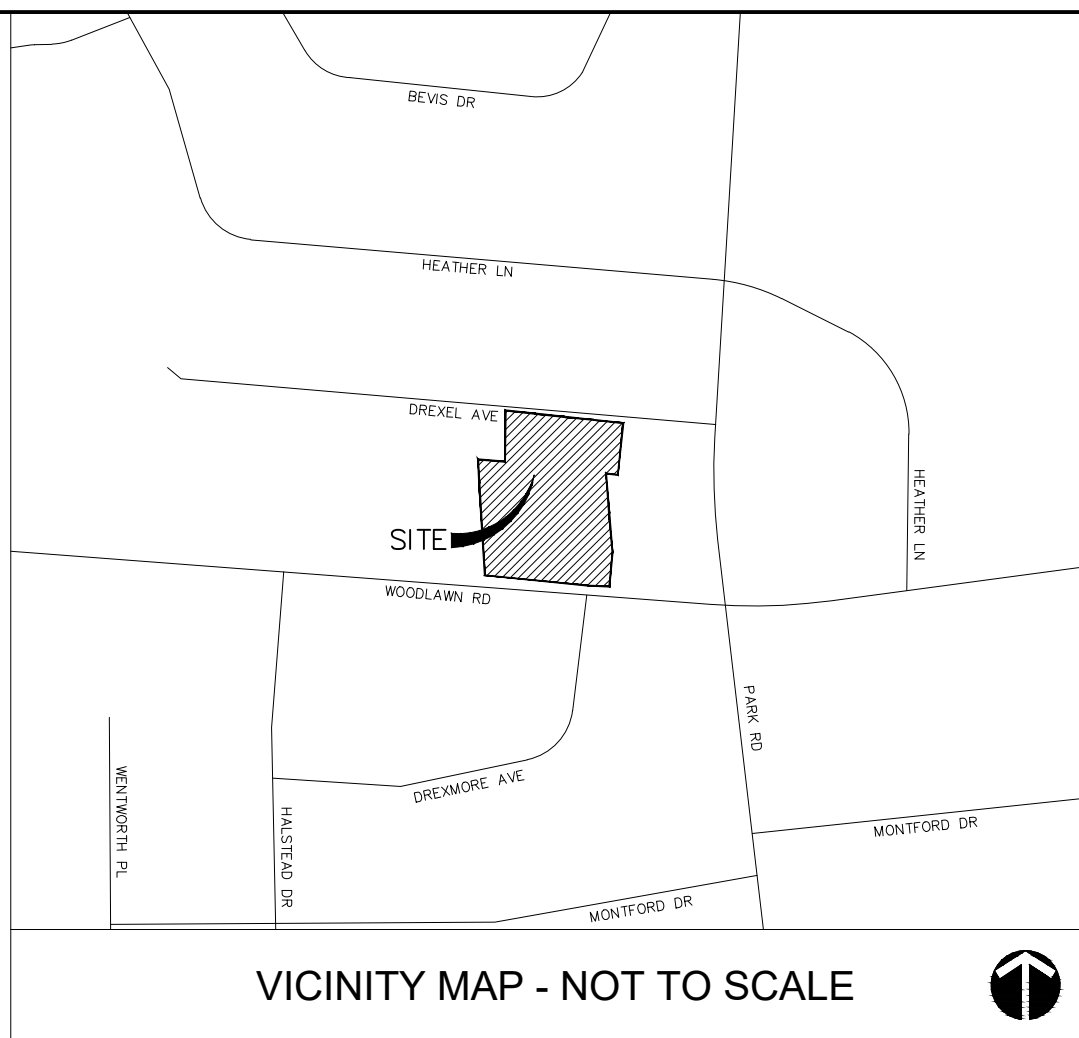 BEVIS DR
HEATHER LN
DREXEL AVE
HEATHER LN
SITE
WOODLAWN RD
PARK RD
WENTWORTH PL
DREXMORE AVE
HALSTEAD DR
MONTFORD DR
MONTFORD DR
VICINITY MAP - NOT TO SCALE